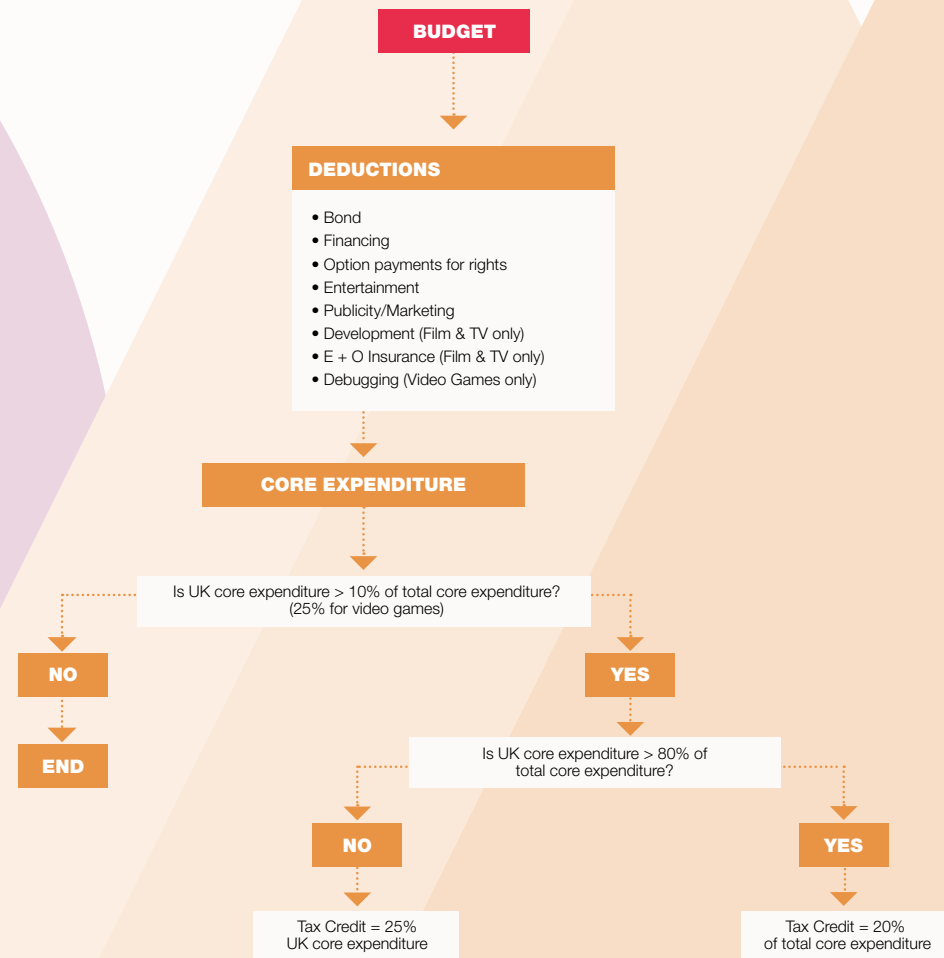 BUDGET
DEDUCTIONS
• Bond
• Financing
• Option payments for rights
• Entertainment
• Publicity/Marketing
• Development (Film & TV only)
• E + O Insurance (Film & TV only)
• Debugging (Video Games only)
CORE EXPENDITURE
Is UK core expenditure > 10% of total core expenditure?
(25% for video games)
NO
YES
END
Is UK core expenditure > 80% of
total core expenditure?
NO
YES
Tax Credit = 25%
UK core expenditure
Tax Credit = 20%
of total core expenditure